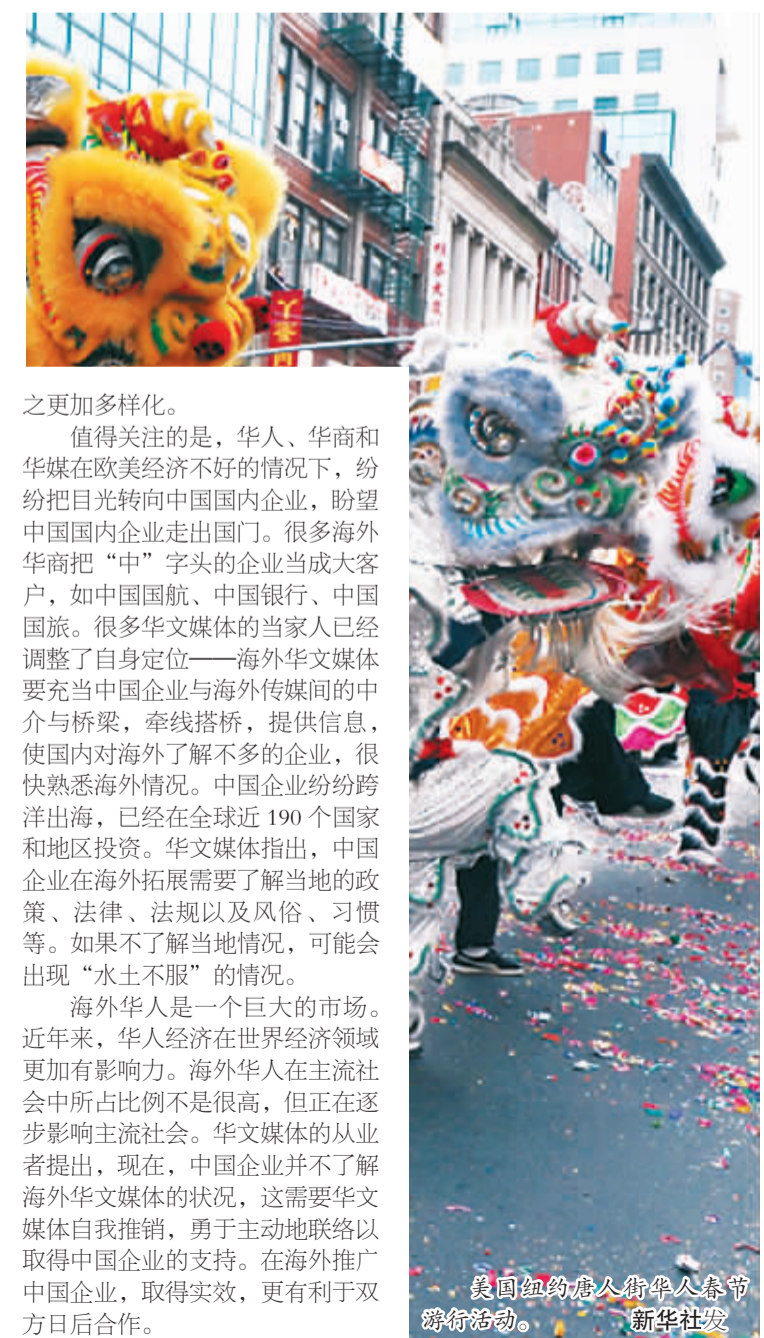 之更加多样化。
值得关注的是，华人、华商和
华媒在欧美经济不好的情况下，纷
纷把目光转向中国国内企业，盼望
中国国内企业走出国门。很多海外
华商把“中”字头的企业当成大客
户，如中国国航、中国银行、中国
国旅。很多华文媒体的当家人已经
调整了自身定位——海外华文媒体
要充当中国企业与海外传媒间的中
介与桥梁，牵线搭桥，提供信息，
使国内对海外了解不多的企业，很
快熟悉海外情况。中国企业纷纷跨
洋出海，已经在全球近 190 个国家
和地区投资。华文媒体指出，中国
企业在海外拓展需要了解当地的政
策、法律、法规以及风俗、习惯
等。如果不了解当地情况，可能会
出现“水土不服”的情况。
海外华人是一个巨大的市场。
近年来，华人经济在世界经济领域
更加有影响力。海外华人在主流社
会中所占比例不是很高，但正在逐
步影响主流社会。华文媒体的从业
者提出，现在，中国企业并不了解
海外华文媒体的状况，这需要华文
媒体自我推销，勇于主动地联络以
取得中国企业的支持。在海外推广
中国企业，取得实效，更有利于双
方日后合作。
美国纽约唐人街华人春节
游行活动。 新华社发